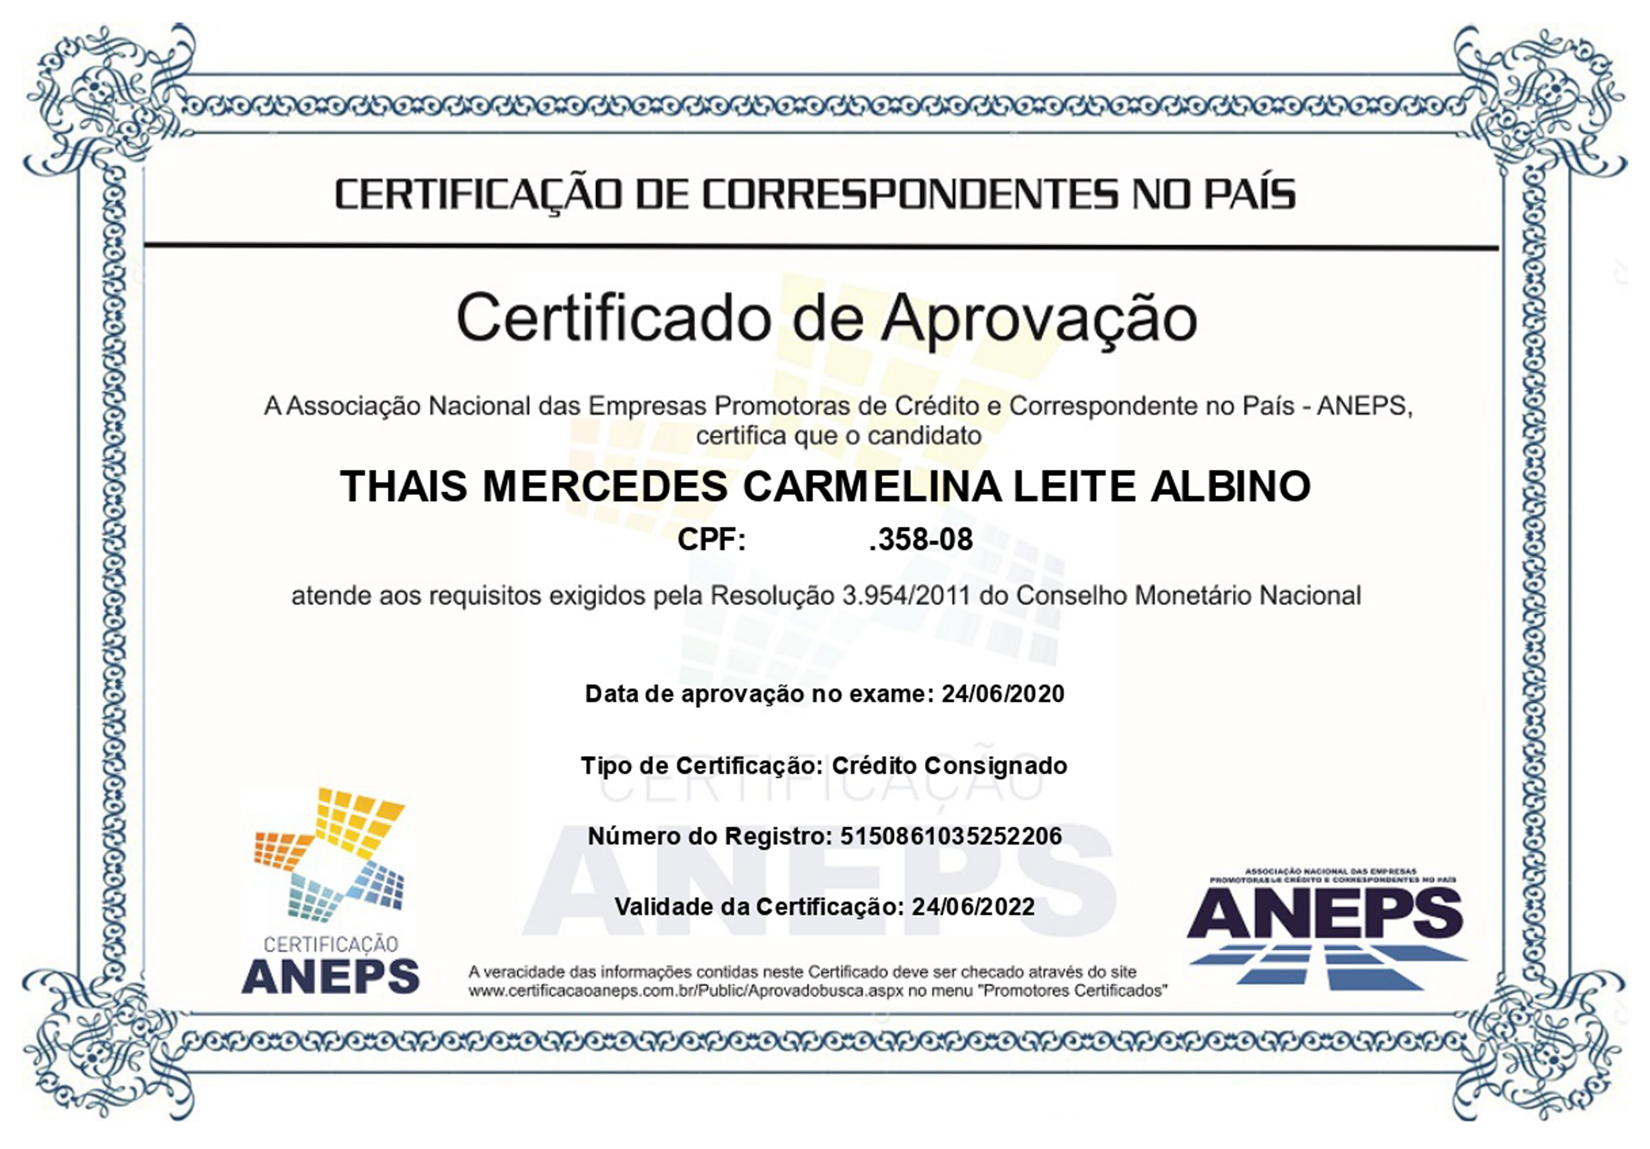 CERTIFICAÇÃO DE CORRESPONDENTES NO PAÍS
Certificado de Aprovação
A Associação Nacional das Empresas Promotoras de Crédito e Correspondente no País - ANEPS,
certifica que o candidato
THAIS MERCEDES CARMELINA LEITE ALBINO
CPF: .358-08
atende aos requisitos exigidos pela Resolução 3.954/2011 do Conselho Monetário Nacional
Data de aprovação no exame: 24/06/2020
Tipo de Certificação: Crédito Consignado
CERTIFICAÇÃO
Número do Registro: 5150861035252206
ANEPS
Validade da Certificação: 24/06/2022
CERTIFICAÇÃO
ANEPS
A veracidade das informações contidas neste Certificado deve ser checado através do site
www.certificacaoaneps.com.br/Public/Aprovadobusca.aspx no menu "Promotores Certificados"
ASSOCIAÇÃO NACIONAL DAS EMPRESAS
PROMOTORAS DE CRÉDITO E CORRESPONDENTES NO PAÍS
ANEPS